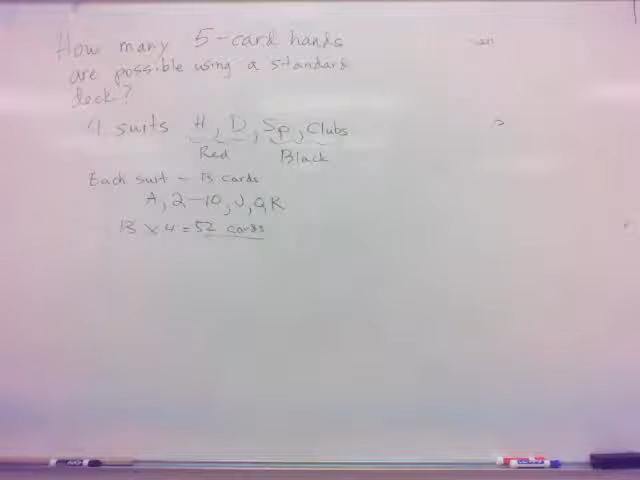 How many 5-card hands
are possible using a standard
deck?
4 suits H, D, Sp, Clubs
Red Black
Each suit - 13 cards
A, 2-10, J, Q, K
13 x 4 = 52 cards